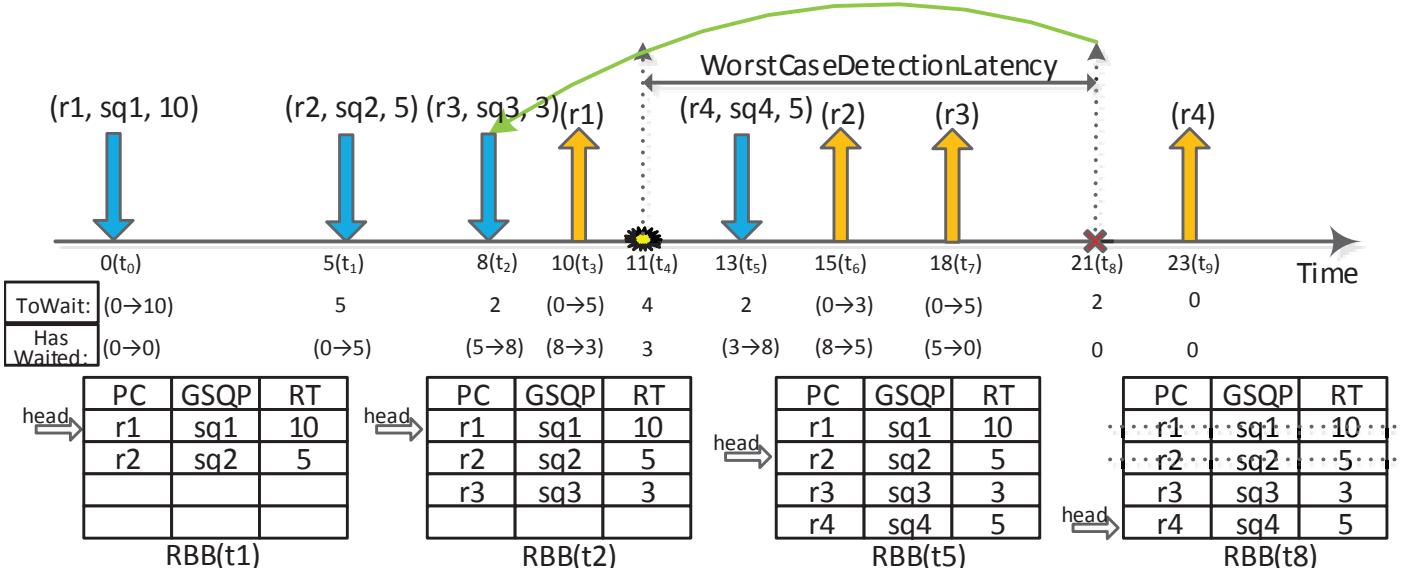 WorstCaseDetectionLatency
(r1, sq1, 10) (r2, sq2, 5) (r3, sq3, 3) (r1) (r4, sq4, 5) (r2) (r3) (r4)
0(t0) 5(t1) 8(t2) 10(t3) 11(t4) 13(t5) 15(t6) 18(t7) 21(t8) 23(t9)
Time
ToWait: (0→10) 5 2 (0→5) 4 2 (0→3) (0→5) 2 0
Has
Waited: (0→0) (0→5) (5→8) (8→3) 3 (3→8) (8→5) (5→0) 0 0
PC GSQP RT
head r1 sq1 10
r2 sq2 5
RBB(t1)
PC GSQP RT
head r1 sq1 10
r2 sq2 5
r3 sq3 3
RBB(t2)
PC GSQP RT
r1 sq1 10
head r2 sq2 5
r3 sq3 3
r4 sq4 5
RBB(t5)
PC GSQP RT
r1 sq1 10
r2 sq2 5
r3 sq3 3
head r4 sq4 5
RBB(t8)